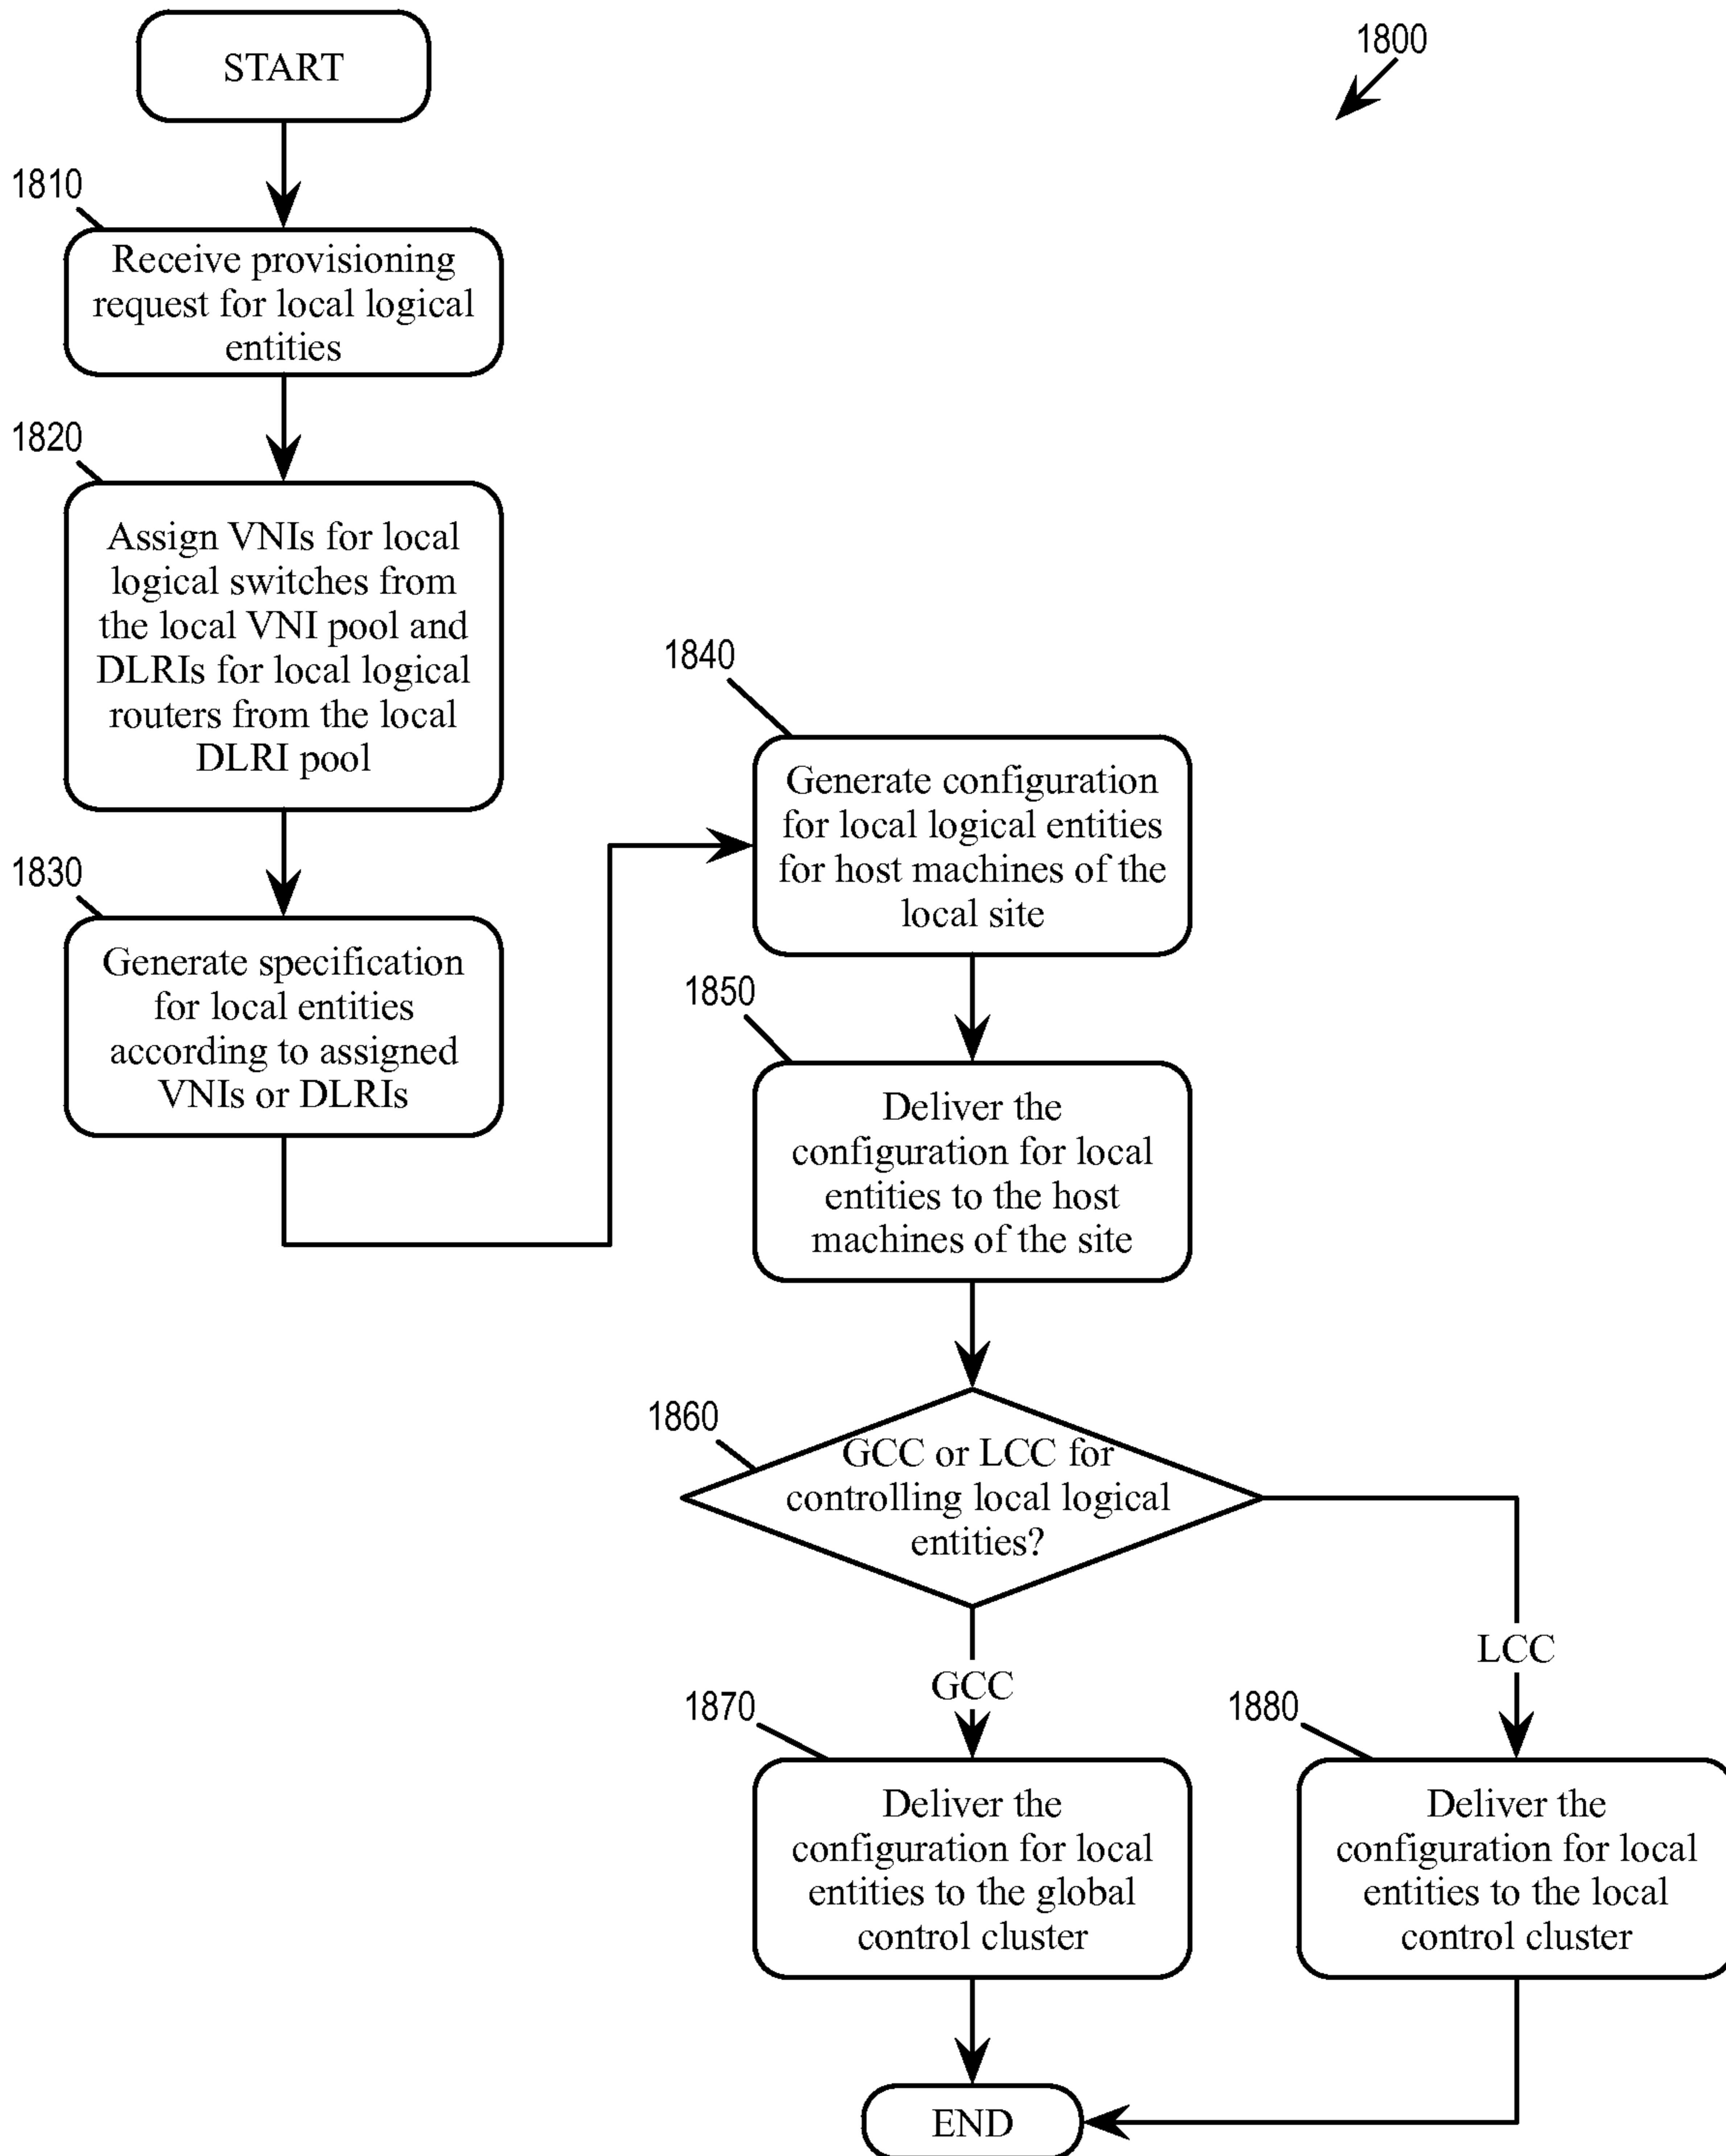 START
1800
1810
Receive provisioning
request for local logical
entities
1820
Assign VNIs for local
logical switches from
the local VNI pool and
DLRIs for local logical
routers from the local
DLRI pool
1830
Generate specification
for local entities
according to assigned
VNIs or DLRIs
1840
Generate configuration
for local logical entities
for host machines of the
local site
1850
Deliver the
configuration for local
entities to the host
machines of the site
1860
GCC or LCC for
controlling local logical
entities?
GCC
LCC
1870
Deliver the
configuration for local
entities to the global
control cluster
1880
Deliver the
configuration for local
entities to the local
control cluster
END